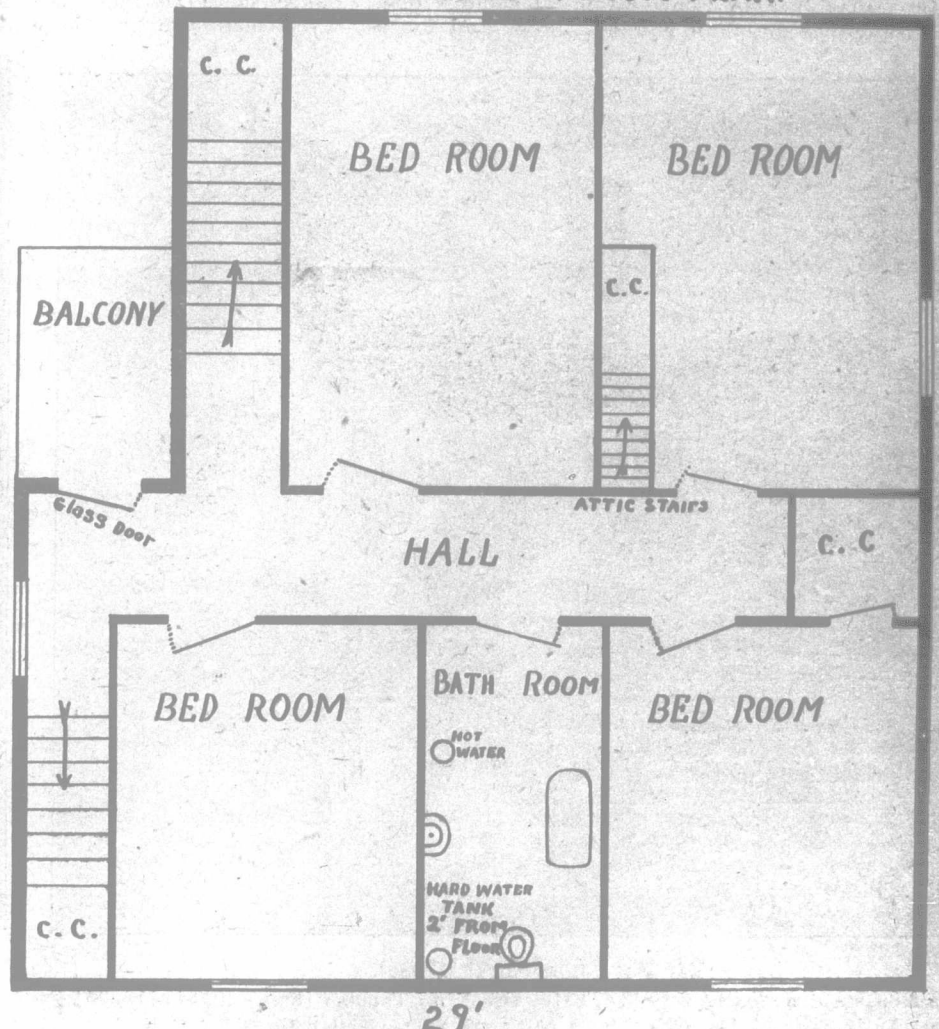 C. C.
BED ROOM
BED ROOM
C.C.
BALCONY
Glass Door
ATTIC STAIRS
HALL
C. C
BED ROOM
BATH ROOM
BED ROOM
HOT
WATER
HARD WATER
TANK
2' FROM
FLOOR
C. C.
29'